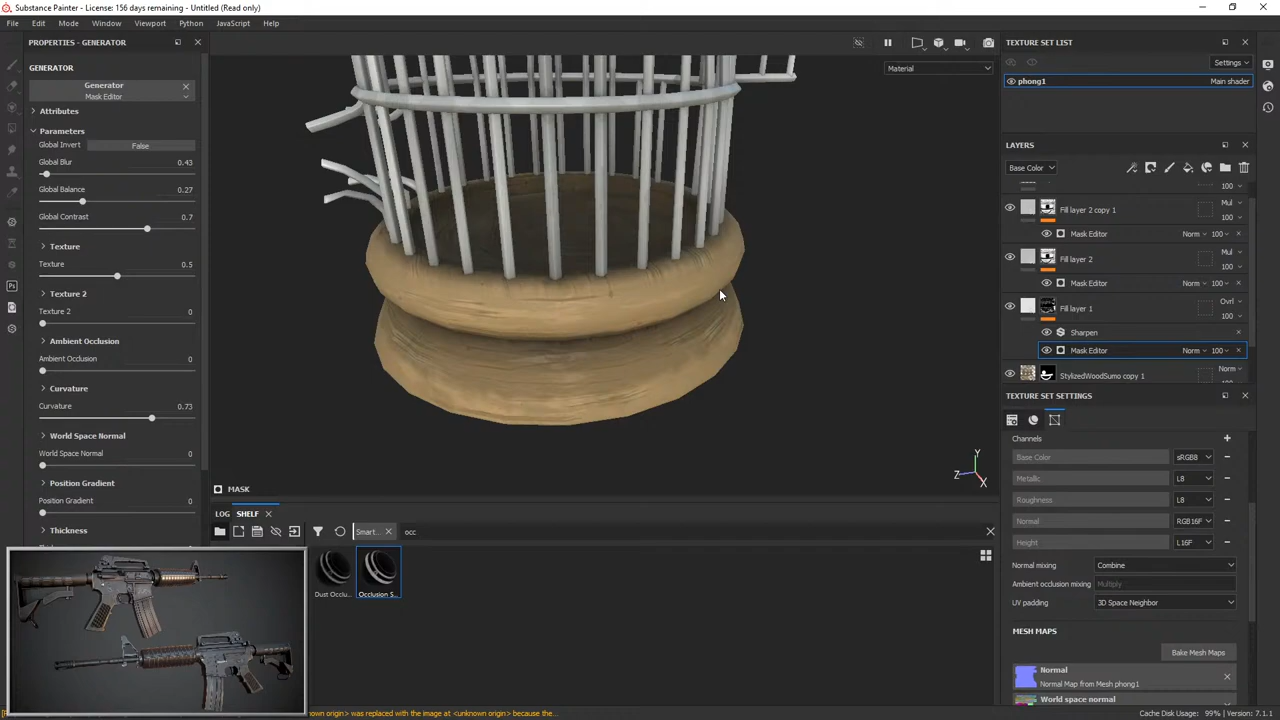 Substance Painter - License: 156 days remaining - Untitled (Read only)
File Edit Mode Window Viewport Python JavaScript Help
PROPERTIES - GENERATOR
GENERATOR
Generator
Mask Editor
Attributes
Parameters
Global Invert False
Global Blur 0.43
Global Balance 0.27
Global Contrast 0.7
Texture
Texture 0.5
Texture 2
Texture 2 0
Ambient Occlusion
Ambient Occlusion 0
Curvature
Curvature 0.73
World Space Normal
World Space Normal 0
Position Gradient
Position Gradient 0
Thickness
Material
Y
Z
X
MASK
LOG SHELF
Smart... occ
Dust Occlu... Occlusion S...
TEXTURE SET LIST
Settings
phong1 Main shader
LAYERS
Base Color
100
Fill layer 2 copy 1 Mul
100
Mask Editor Norm 100
Fill layer 2 Mul
100
Mask Editor Norm 100
Fill layer 1 Ovrl
100
Sharpen
Mask Editor Norm 100
StylizedWoodSumo copy 1 Norm
100
TEXTURE SET SETTINGS
Channels
Base Color sRGB8
Metallic L8
Roughness L8
Normal RGB16F
Height L16F
Normal mixing Combine
Ambient occlusion mixing Multiply
UV padding 3D Space Neighbor
MESH MAPS
Bake Mesh Maps
Normal
Normal Map from Mesh phong1
World space normal
nown origin> was replaced with the image at <unknown origin> because the...
Cache Disk Usage: 99% | Version: 7.1.1